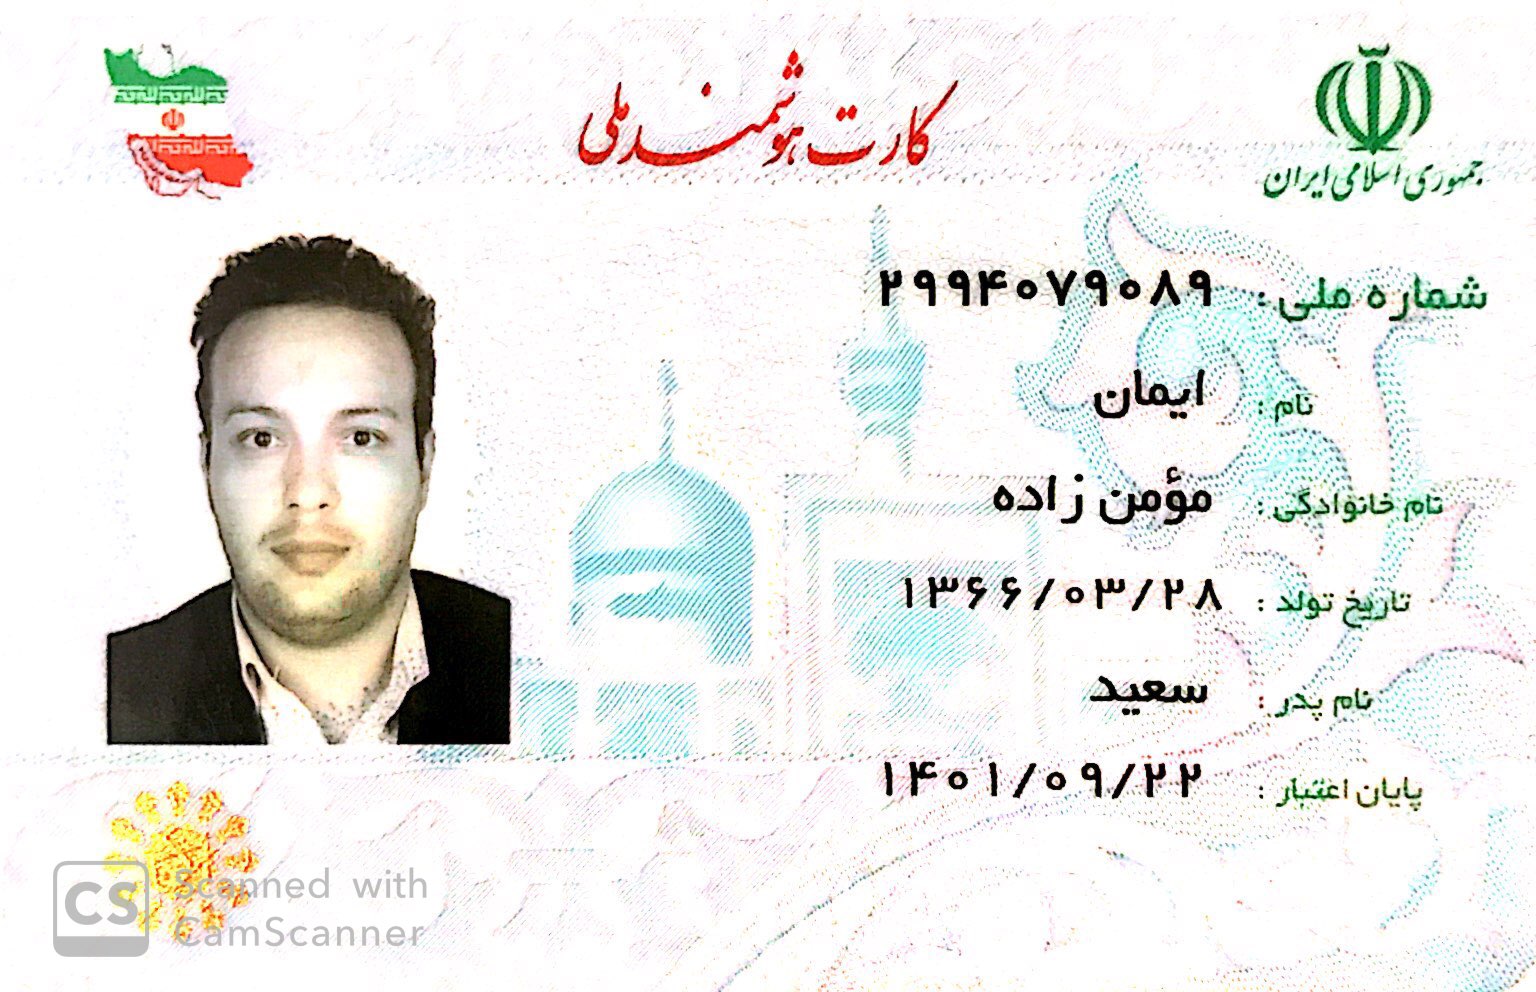 جمهوری اسلامی ایران
کارت هوشمند ملی
شماره ملی : ۲۹۹۴۰۷۹۰۸۹
نام : ایمان
نام خانوادگی : مؤمن زاده
تاریخ تولد : ۱۳۶۶/۰۳/۲۸
نام پدر : سعید
پایان اعتبار : ۱۴۰۱/۰۹/۲۲
CS Scanned with
CamScanner